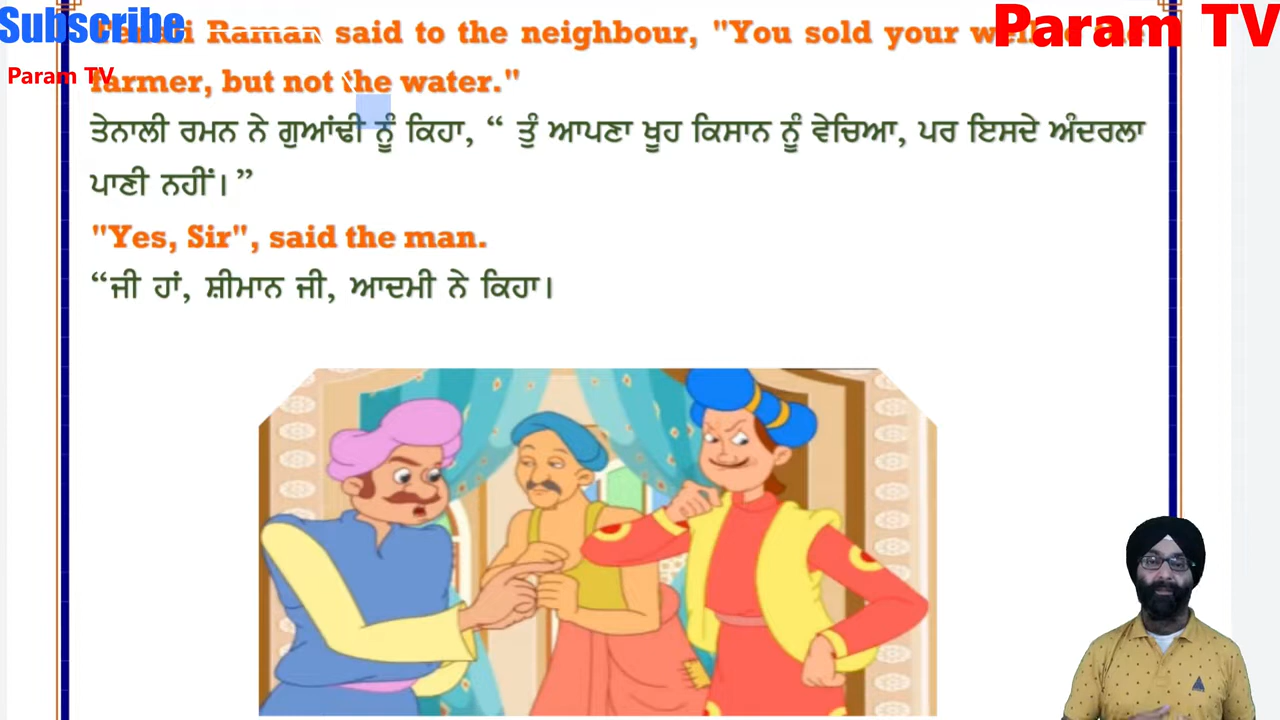 Subscribe
Param TV
Param TV
Raman said to the neighbour, "You sold your
farmer, but not the water."
ਤੇਨਾਲੀ ਰਮਨ ਨੇ ਗੁਆਂਢੀ ਨੂੰ ਕਿਹਾ, “ ਤੁੰ ਆਪਣਾ ਖੂਹ ਕਿਸਾਨ ਨੂੰ ਵੇਚਿਆ, ਪਰ ਇਸਦੇ ਅੰਦਰਲਾ
ਪਾਣੀ ਨਹੀਂ। ”
"Yes, Sir", said the man.
“ਜੀ ਹਾਂ, ਸ਼ੀਮਾਨ ਜੀ, ਆਦਮੀ ਨੇ ਕਿਹਾ।